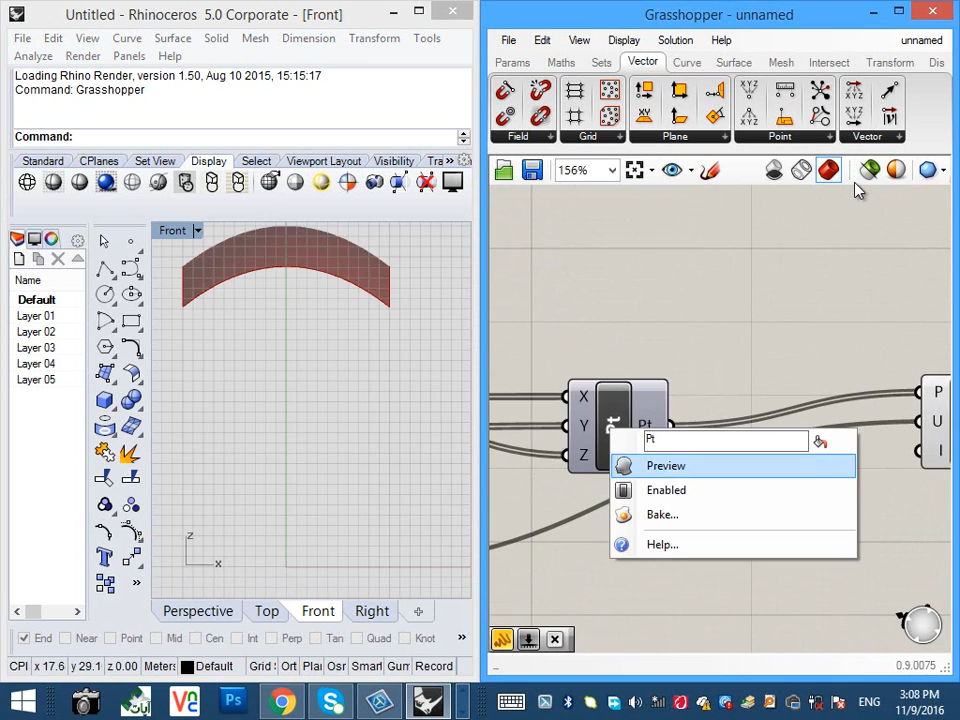 Untitled - Rhinoceros 5.0 Corporate - [Front]
File Edit View Curve Surface Solid Mesh Dimension Transform Tools
Analyze Render Panels Help
Loading Rhino Render, version 1.50, Aug 10 2015, 15:15:17
Command: Grasshopper
Command:
Standard CPlanes Set View Display Select Viewport Layout Visibility Tra »
Name
Default
Layer 01
Layer 02
Layer 03
Layer 04
Layer 05
Front
z
x
Perspective Top Front Right
End Near Point Mid Cen Int Perp Tan Quad Knot »
CPl x 17.6 y 29.1 z 0.00 Meters Default Grid S Ort Plar Osr Smart Gum Record
Grasshopper - unnamed
File Edit View Display Solution Help unnamed
Params Maths Sets Vector Curve Surface Mesh Intersect Transform Dis
Field Grid Plane Point Vector
156%
X
Y
Z
Pt
Pt
P
U
I
Pt
Preview
Enabled
Bake...
Help...
0.9.0075
ENG
3:08 PM
11/9/2016